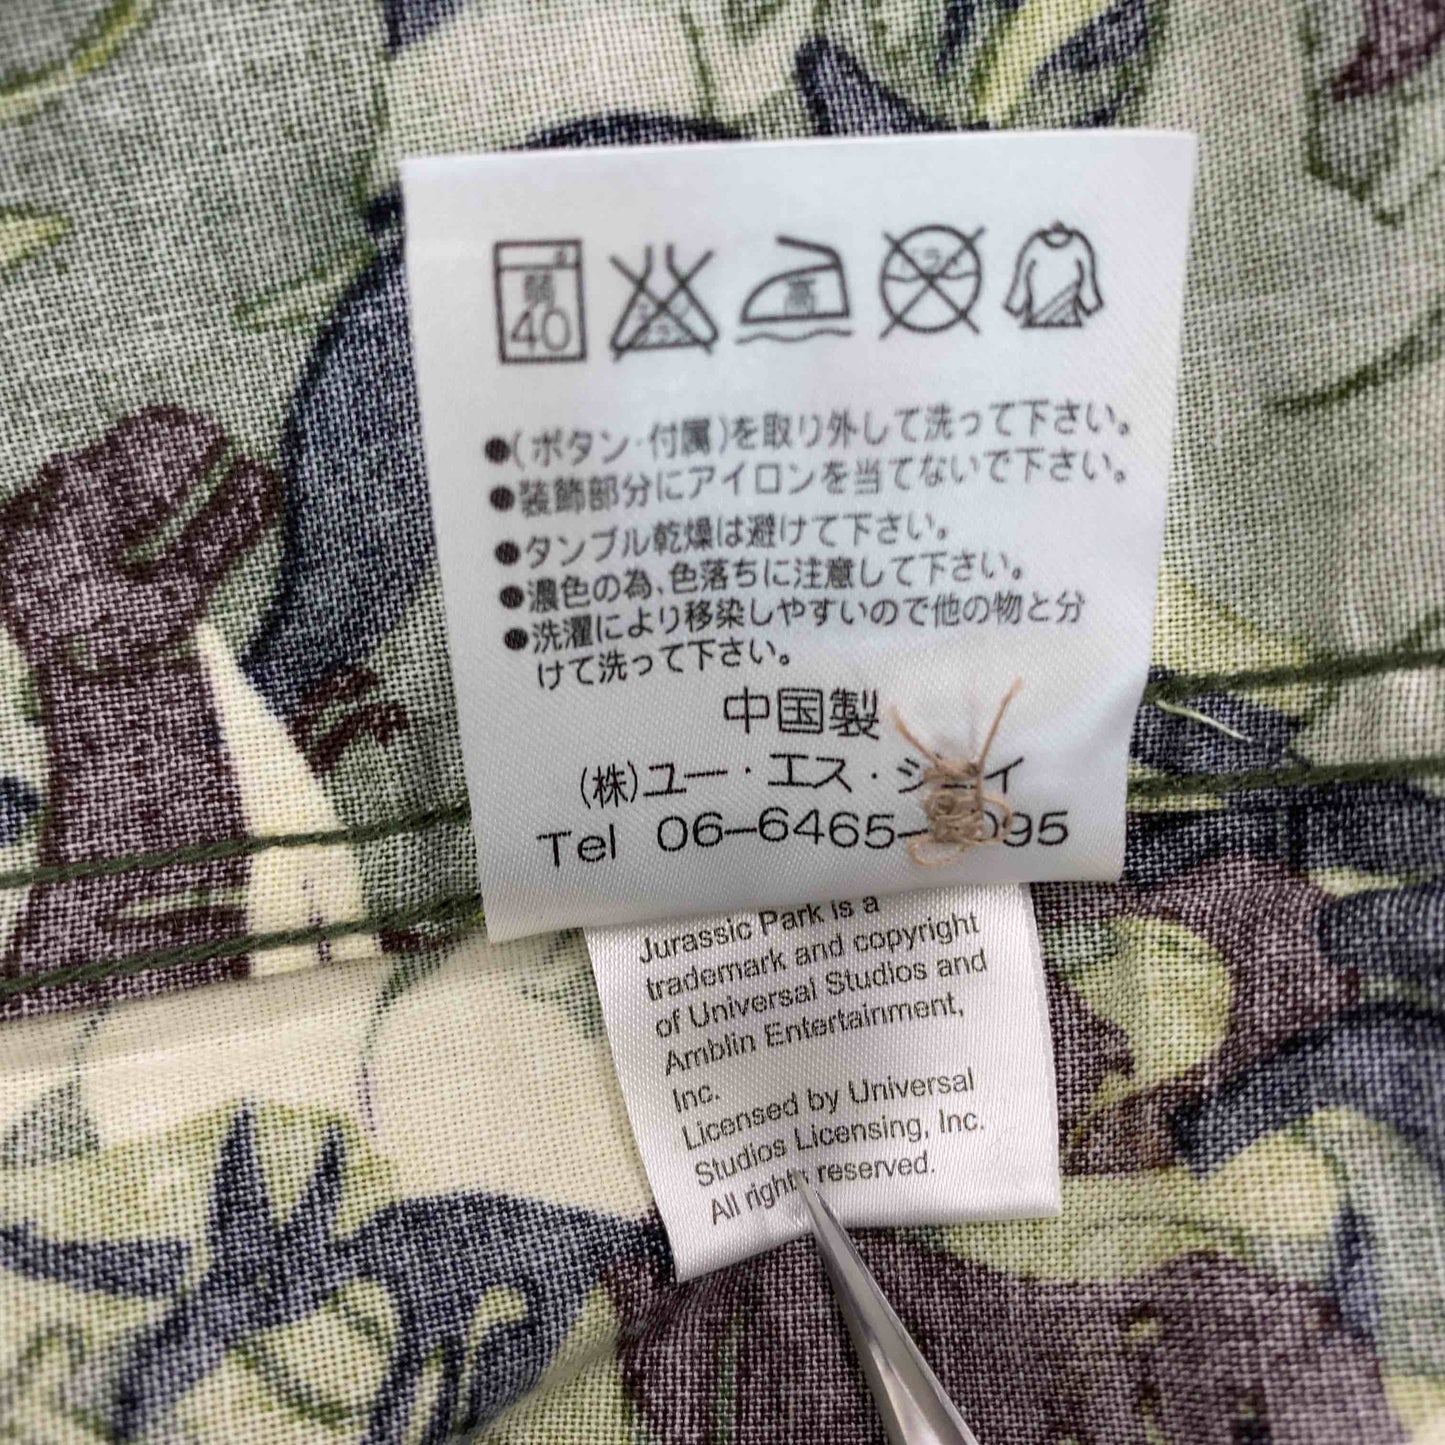 弱
40
高
●(ボタン・付属)を取り外して洗って下さい。
●装飾部分にアイロンを当てないで下さい。
●タンブル乾燥は避けて下さい。
●濃色の為、色落ちに注意して下さい。
●洗濯により移染しやすいので他の物と分
けて洗って下さい。
中国製
(株)ユー・エス・ジェイ
Tel 06-6465- 095
Jurassic Park is a
trademark and copyright
of Universal Studios and
Amblin Entertainment,
Inc.
Licensed by Universal
Studios Licensing, Inc.
All rights reserved.